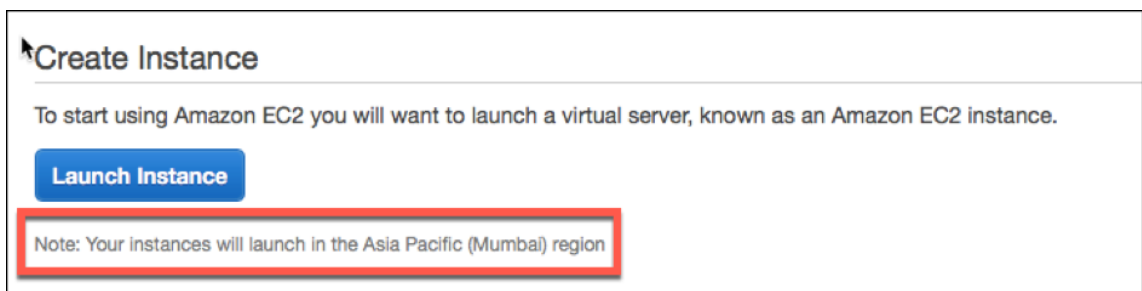 Create Instance
To start using Amazon EC2 you will want to launch a virtual server, known as an Amazon EC2 instance.
Launch Instance
Note: Your instances will launch in the Asia Pacific (Mumbai) region